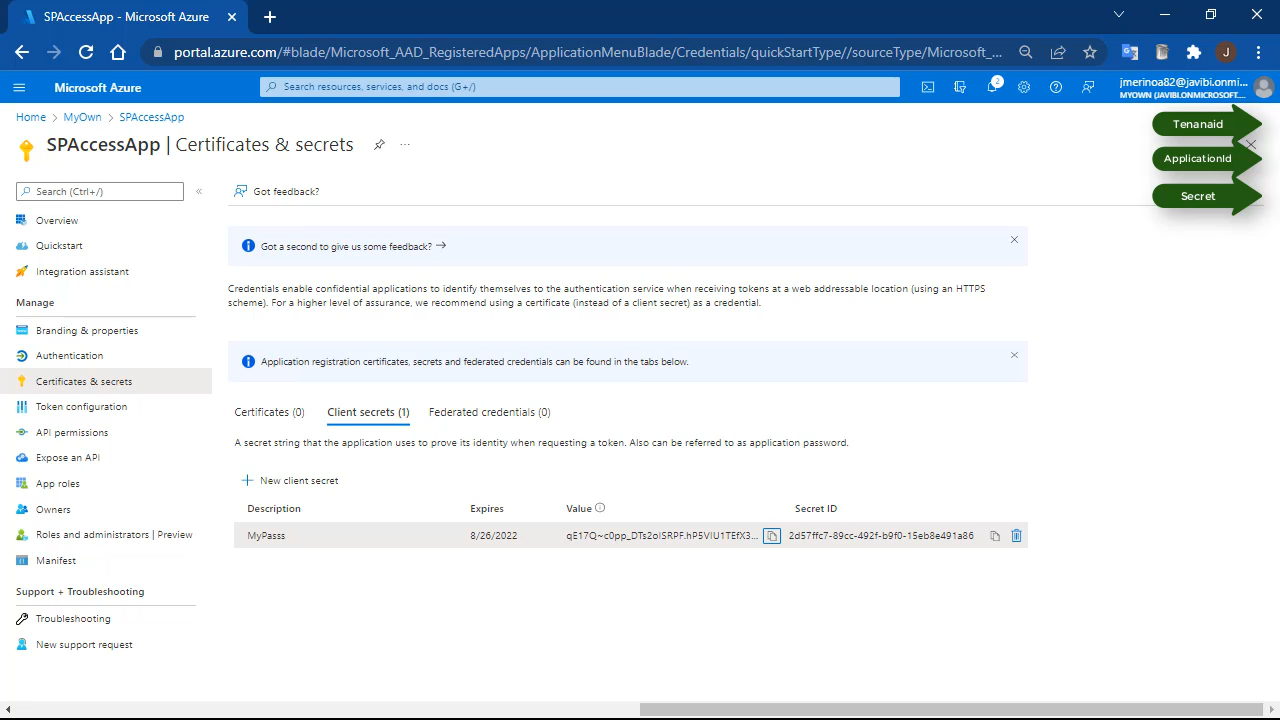 SPAccessApp - Microsoft Azure
portal.azure.com/#blade/Microsoft_AAD_RegisteredApps/ApplicationMenuBlade/Credentials/quickStartType//sourceType/Microsoft_...
J
Microsoft Azure
Search resources, services, and docs (G+/)
2
jmerinoa82@javibi.onmi...
MYOWN (JAVIBI.ONMICROSOFT....
Home > MyOwn > SPAccessApp
Tenanaid
SPAccessApp | Certificates & secrets
ApplicationId
Secret
Search (Ctrl+/)
Got feedback?
Overview
Quickstart
Integration assistant
Manage
Branding & properties
Authentication
Certificates & secrets
Token configuration
API permissions
Expose an API
App roles
Owners
Roles and administrators | Preview
Manifest
Support + Troubleshooting
Troubleshooting
New support request
Got a second to give us some feedback?
Credentials enable confidential applications to identify themselves to the authentication service when receiving tokens at a web addressable location (using an HTTPS
scheme). For a higher level of assurance, we recommend using a certificate (instead of a client secret) as a credential.
Application registration certificates, secrets and federated credentials can be found in the tabs below.
Certificates (0) Client secrets (1) Federated credentials (0)
A secret string that the application uses to prove its identity when requesting a token. Also can be referred to as application password.
New client secret
Description Expires Value Secret ID
MyPasss 8/26/2022 qE17Q~c0pp_DTs2oISRPF.hP5VIU1TEfX3... 2d57ffc7-89cc-492f-b9f0-15eb8e491a86